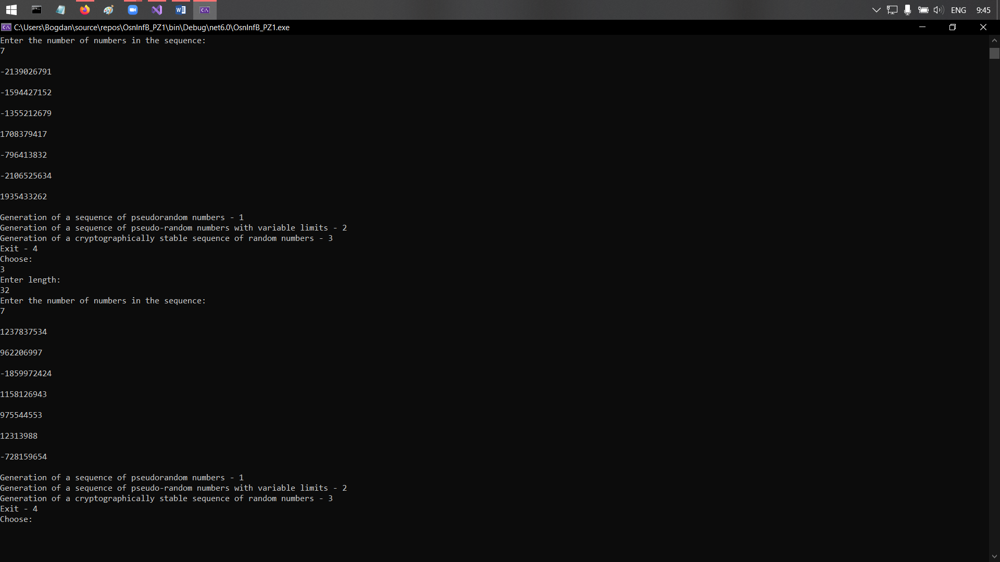 ENG 9:45
C:\Users\Bogdan\source\repos\OsnInfB_PZ1\bin\Debug\net6.0\OsnInfB_PZ1.exe
Enter the number of numbers in the sequence:
7
-2139026791
-1594427152
-1355212679
1708379417
-796413832
-2106525634
1935433262
Generation of a sequence of pseudorandom numbers - 1
Generation of a sequence of pseudo-random numbers with variable limits - 2
Generation of a cryptographically stable sequence of random numbers - 3
Exit - 4
Choose:
3
Enter length:
32
Enter the number of numbers in the sequence:
7
1237837534
962206997
-1859972424
1158126943
975544553
12313988
-728159654
Generation of a sequence of pseudorandom numbers - 1
Generation of a sequence of pseudo-random numbers with variable limits - 2
Generation of a cryptographically stable sequence of random numbers - 3
Exit - 4
Choose: